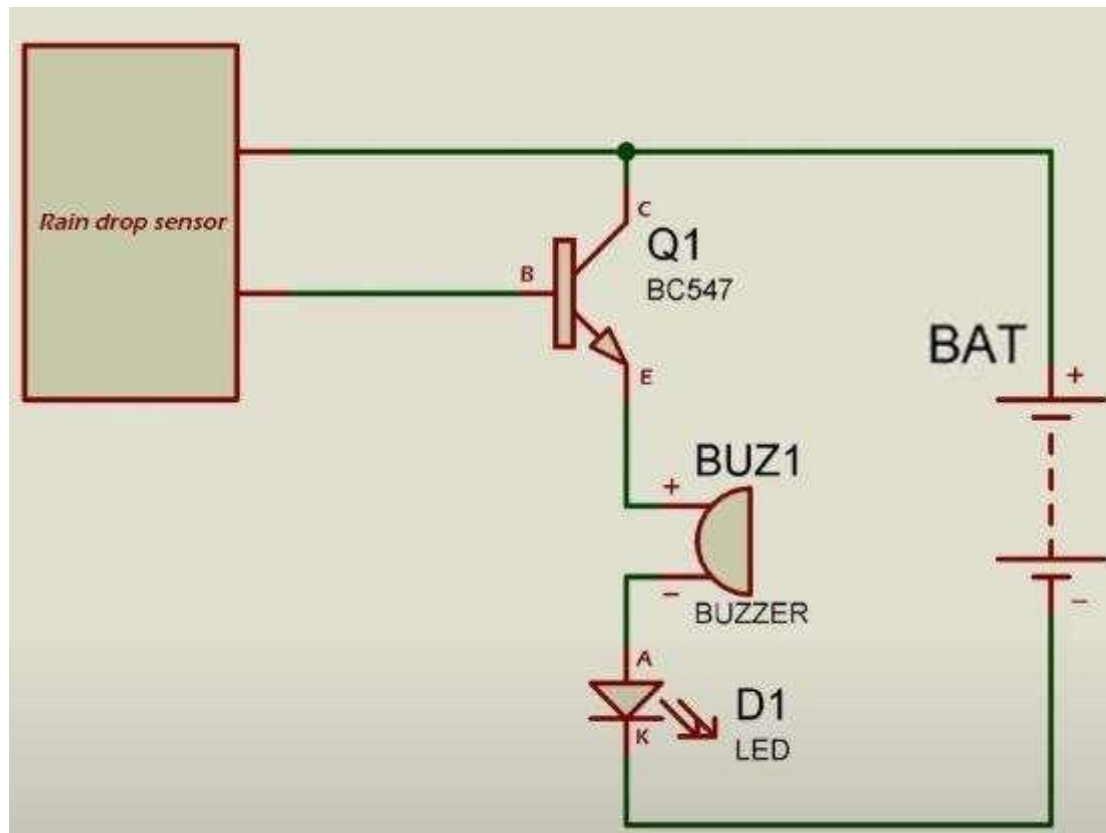 Rain drop sensor
C
Q1
BC547
B
E
BAT
+
BUZ1
+
−
BUZZER
−
A
D1
LED
K